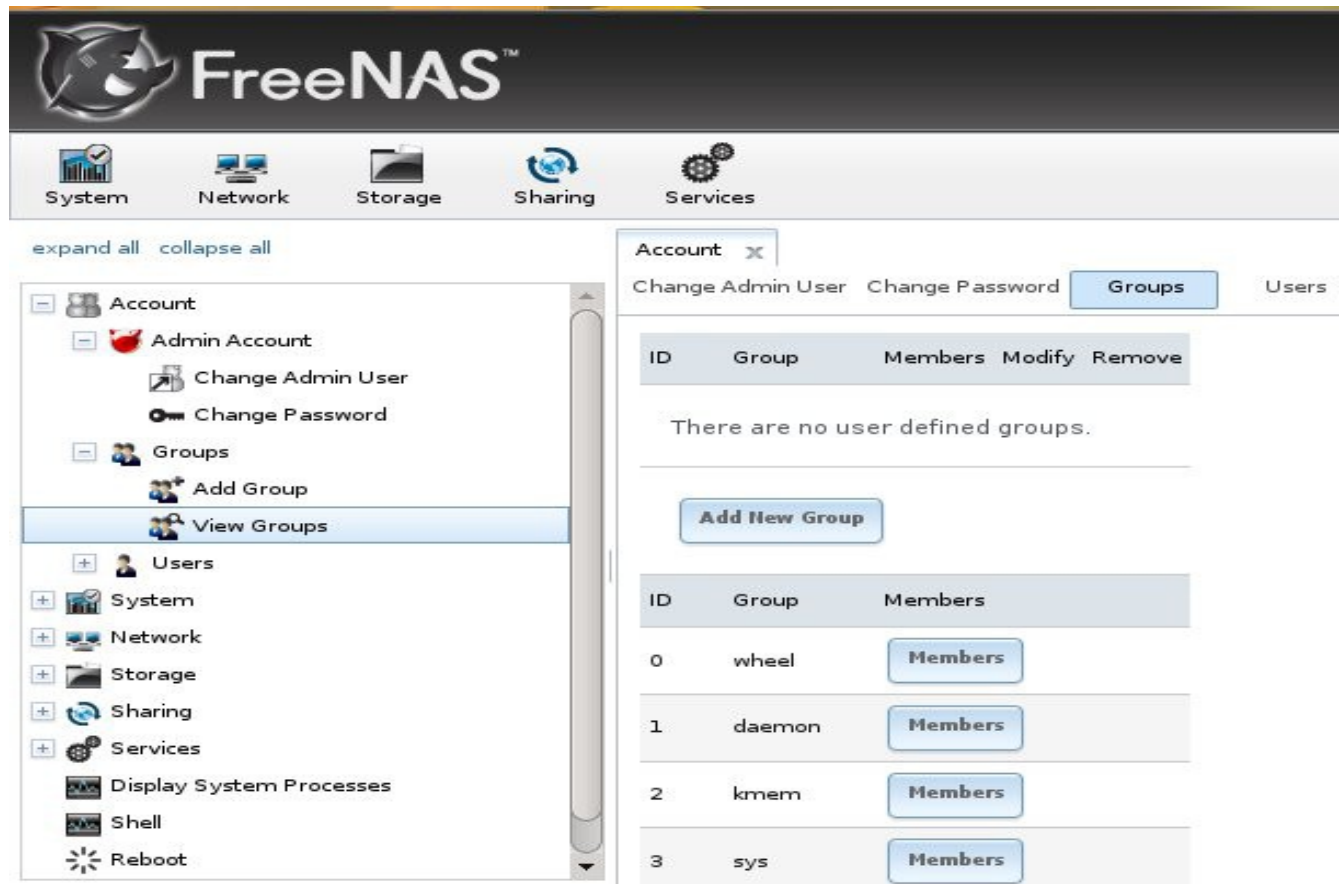 FreeNAS™
System Network Storage Sharing Services
expand all collapse all
Account
Admin Account
Change Admin User
Change Password
Groups
Add Group
View Groups
Users
System
Network
Storage
Sharing
Services
Display System Processes
Shell
Reboot
Account x
Change Admin User Change Password Groups Users
ID Group Members Modify Remove
There are no user defined groups.
Add New Group
ID Group Members
0 wheel Members
1 daemon Members
2 kmem Members
3 sys Members